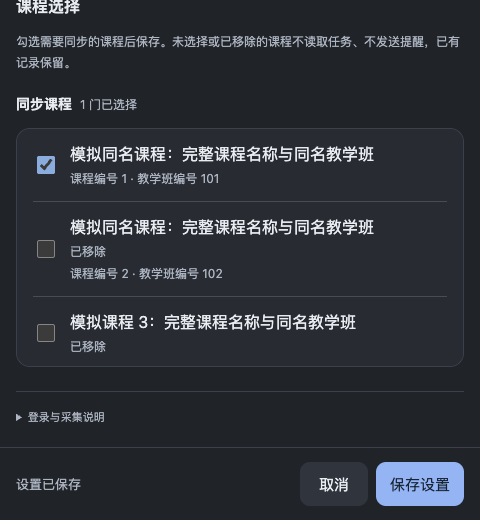 课程选择
勾选需要同步的课程后保存。未选择或已移除的课程不读取任务、不发送提醒，已有
记录保留。
同步课程 1 门已选择
模拟同名课程：完整课程名称与同名教学班
课程编号 1 · 教学班编号 101
模拟同名课程：完整课程名称与同名教学班
已移除
课程编号 2 · 教学班编号 102
模拟课程 3：完整课程名称与同名教学班
已移除
登录与采集说明
设置已保存 取消 保存设置